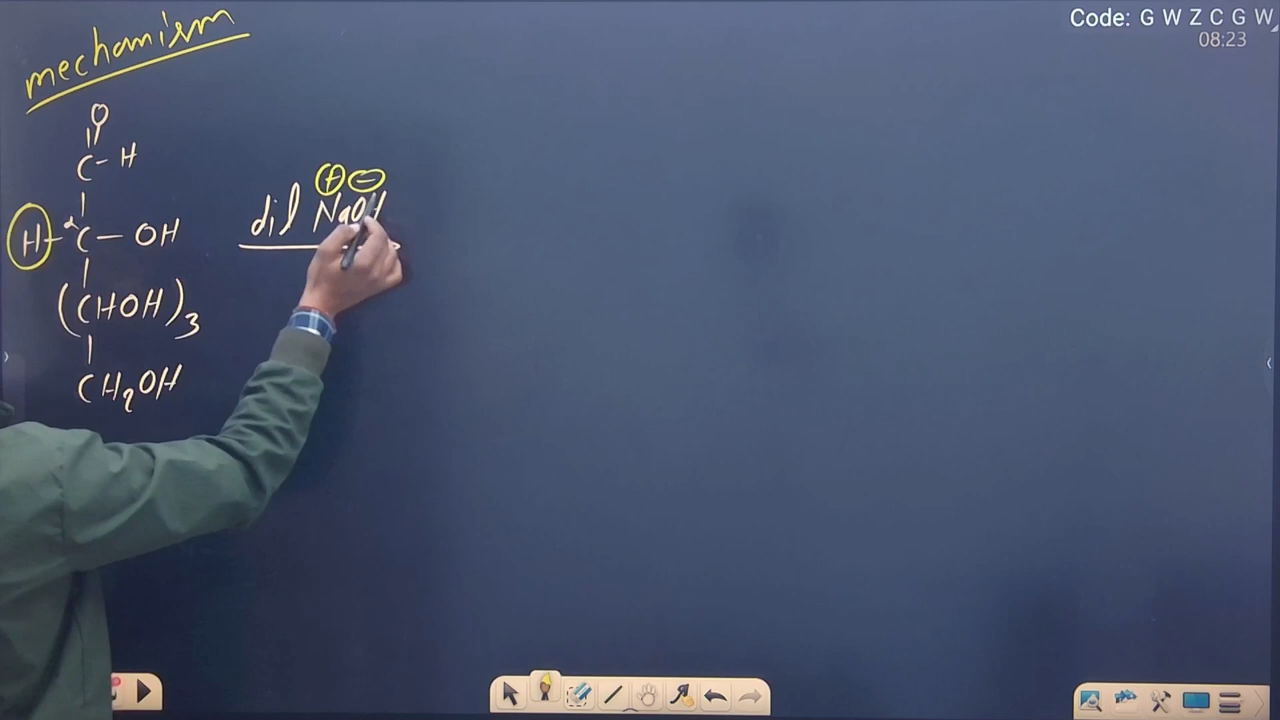 Code: G W Z C G W
08:23
mechanism
O
||
C - H
|
H - α C - OH
|
(CHOH)3
|
CH2OH
⊕ ⊖
dil NaOH